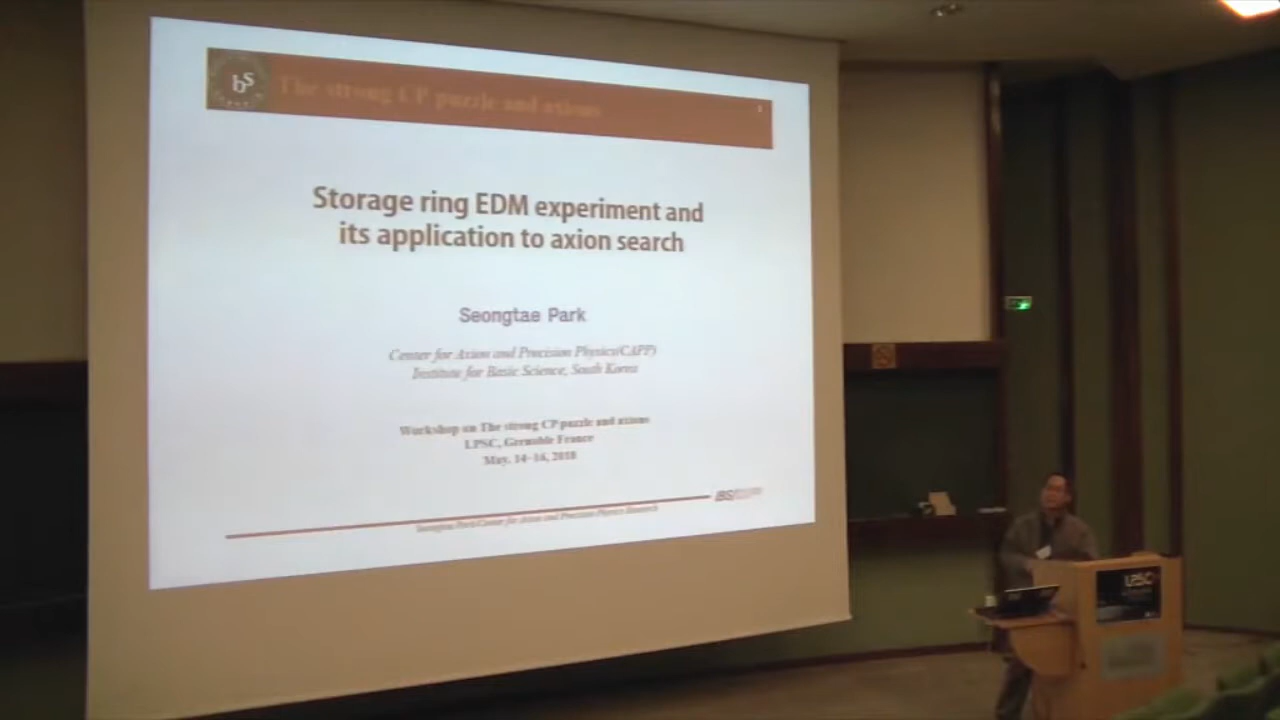 bS
The strong CP puzzle and axions
Storage ring EDM experiment and
its application to axion search
Seongtae Park
Center for Axion and Precision Physics(CAPP)
Institute for Basic Science, South Korea
Workshop on The strong CP puzzle and axions
LPSC, Grenoble France
May. 14-16, 2018
iBS
Seongtae Park/Center for Axion and Precision Physics Research
LPSC